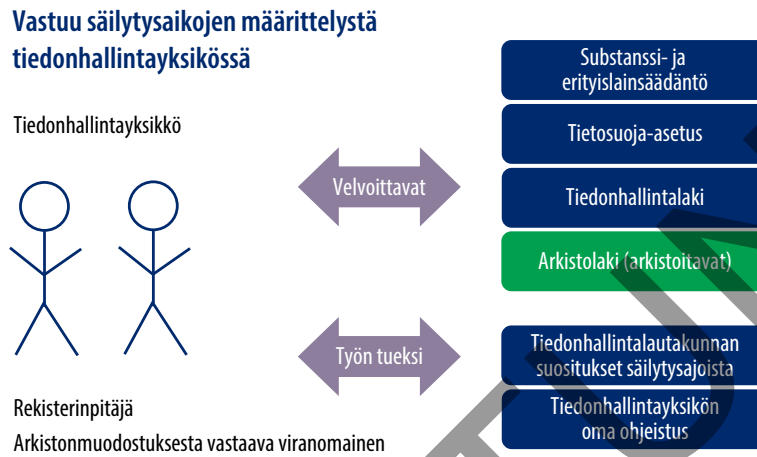 Vastuu säilytysaikojen määrittelystä
tiedonhallintayksikössä
Tiedonhallintayksikkö
Velvoittavat
Substanssi- ja
erityislainsäädäntö
Tietosuoja-asetus
Tiedonhallintalaki
Arkistolaki (arkistoitavat)
Työn tueksi
Tiedonhallintalautakunnan
suositukset säilytysajoista
Tiedonhallintayksikön
oma ohjeistus
Rekisterinpitäjä
Arkistonmuodostuksesta vastaava viranomainen